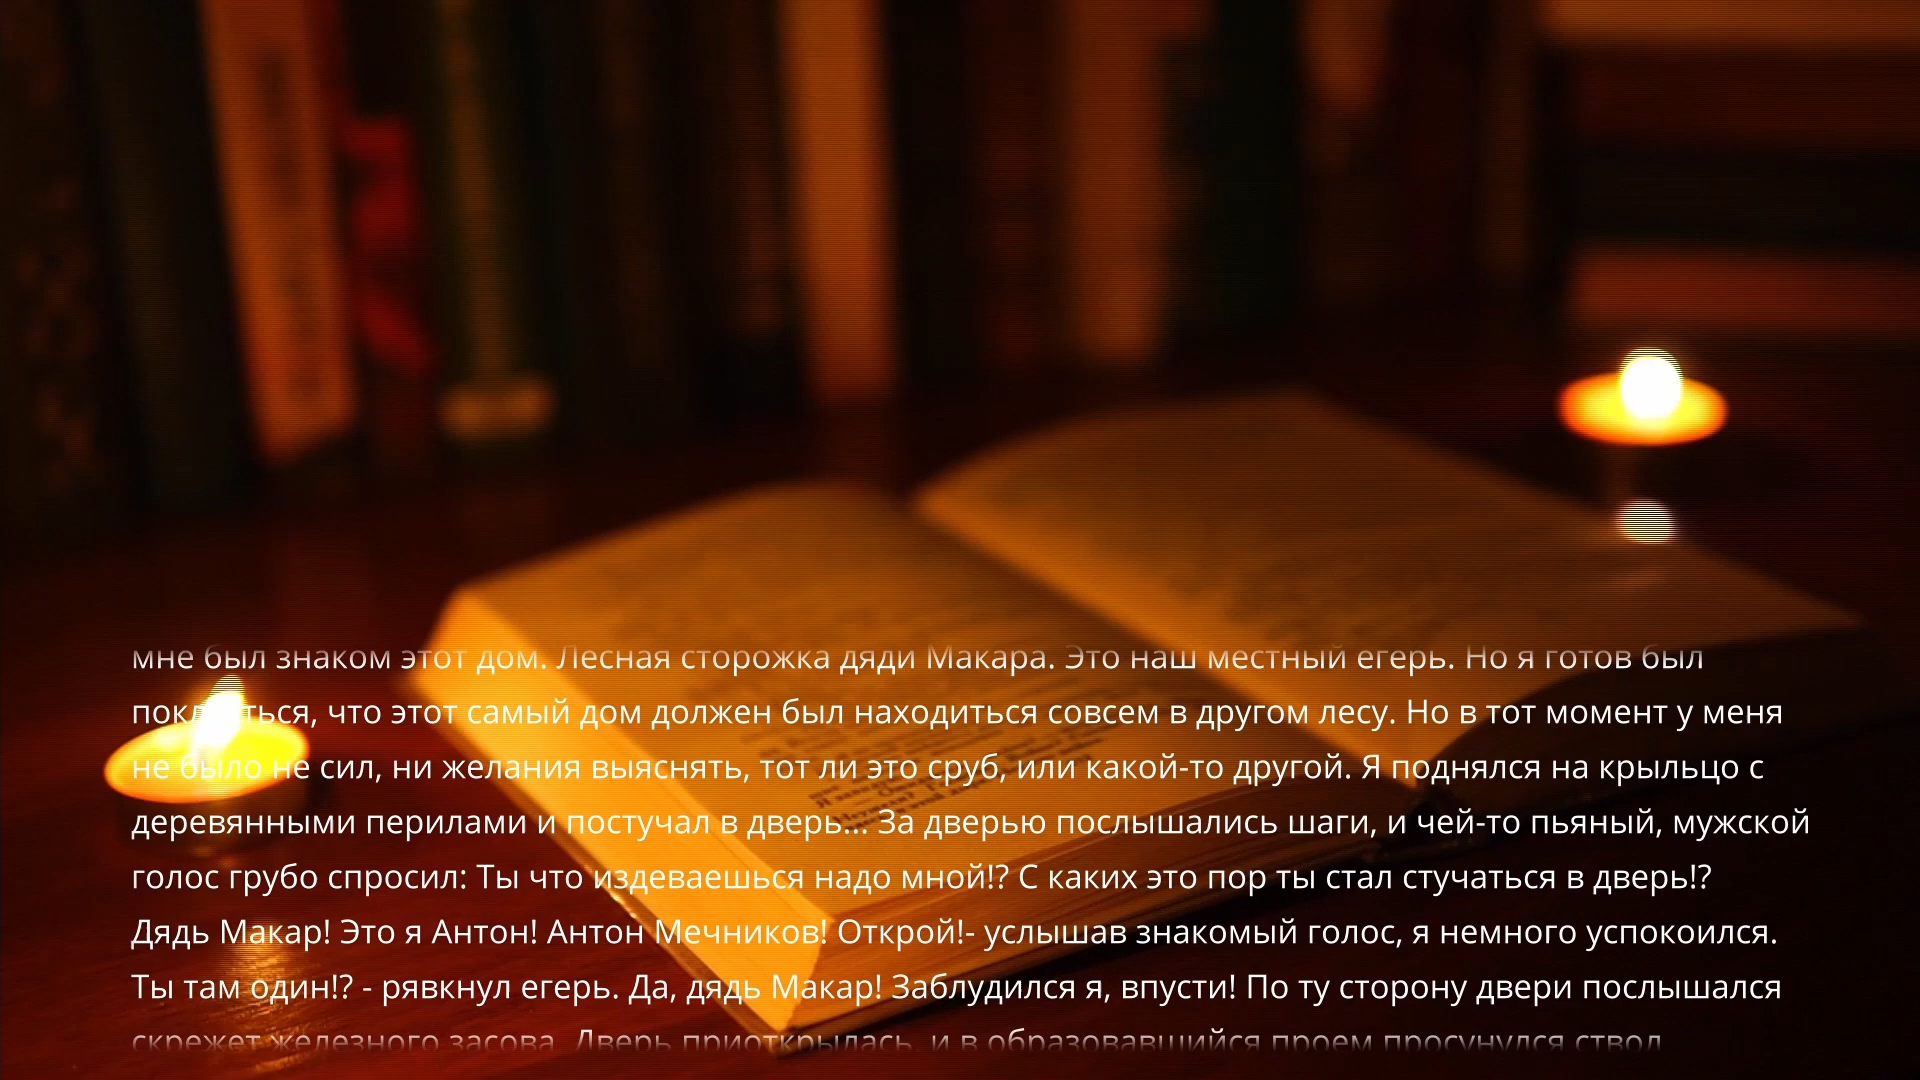 мне был знаком этот дом. Лесная сторожка дяди Макара. Это наш местный егерь. Но я готов был
поклясться, что этот самый дом должен был находиться совсем в другом лесу. Но в тот момент у меня
не было не сил, ни желания выяснять, тот ли это сруб, или какой-то другой. Я поднялся на крыльцо с
деревянными перилами и постучал в дверь... За дверью послышались шаги, и чей-то пьяный, мужской
голос грубо спросил: Ты что издеваешься надо мной!? С каких это пор ты стал стучаться в дверь!?
Дядь Макар! Это я Антон! Антон Мечников! Открой!- услышав знакомый голос, я немного успокоился.
Ты там один!? - рявкнул егерь. Да, дядь Макар! Заблудился я, впусти! По ту сторону двери послышался
скрежет железного засова. Дверь приоткрылась, и в образовавшийся проем просунулся ствол